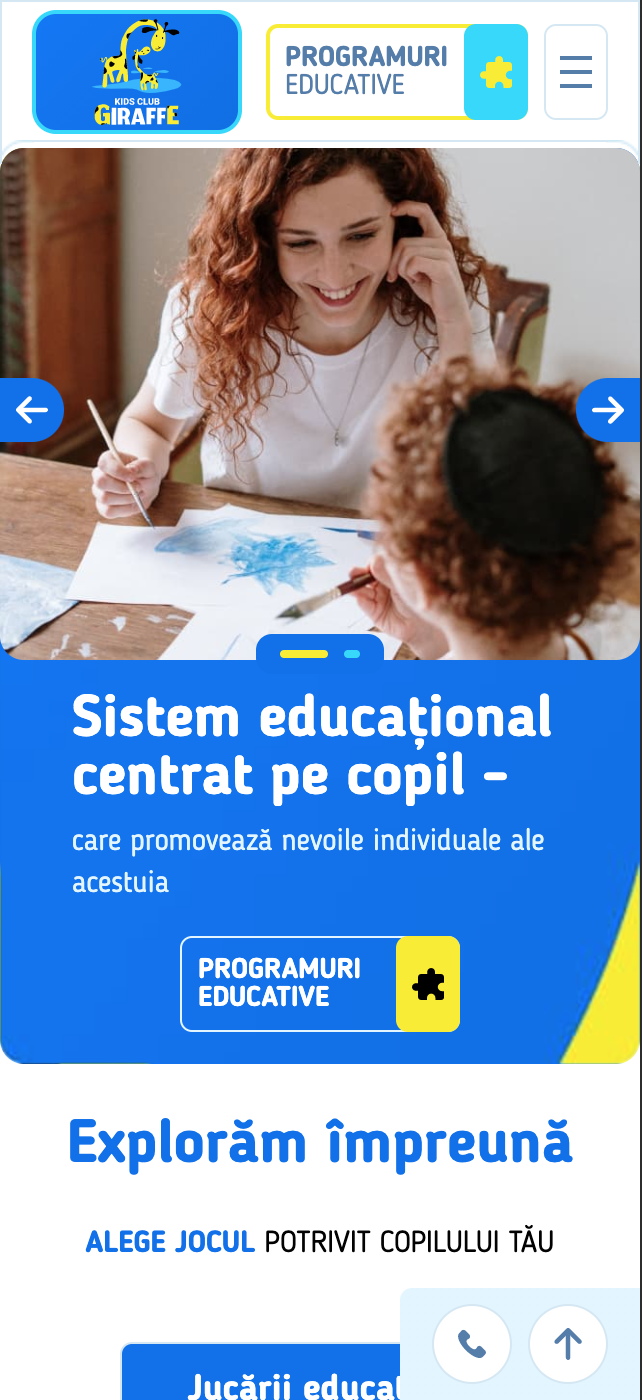 KIDS CLUB
GIRAFFE
PROGRAMURI
EDUCATIVE
Sistem educațional
centrat pe copil –
care promovează nevoile individuale ale
acestuia
PROGRAMURI
EDUCATIVE
Explorăm împreună
ALEGE JOCUL POTRIVIT COPILULUI TĂU
Jucării